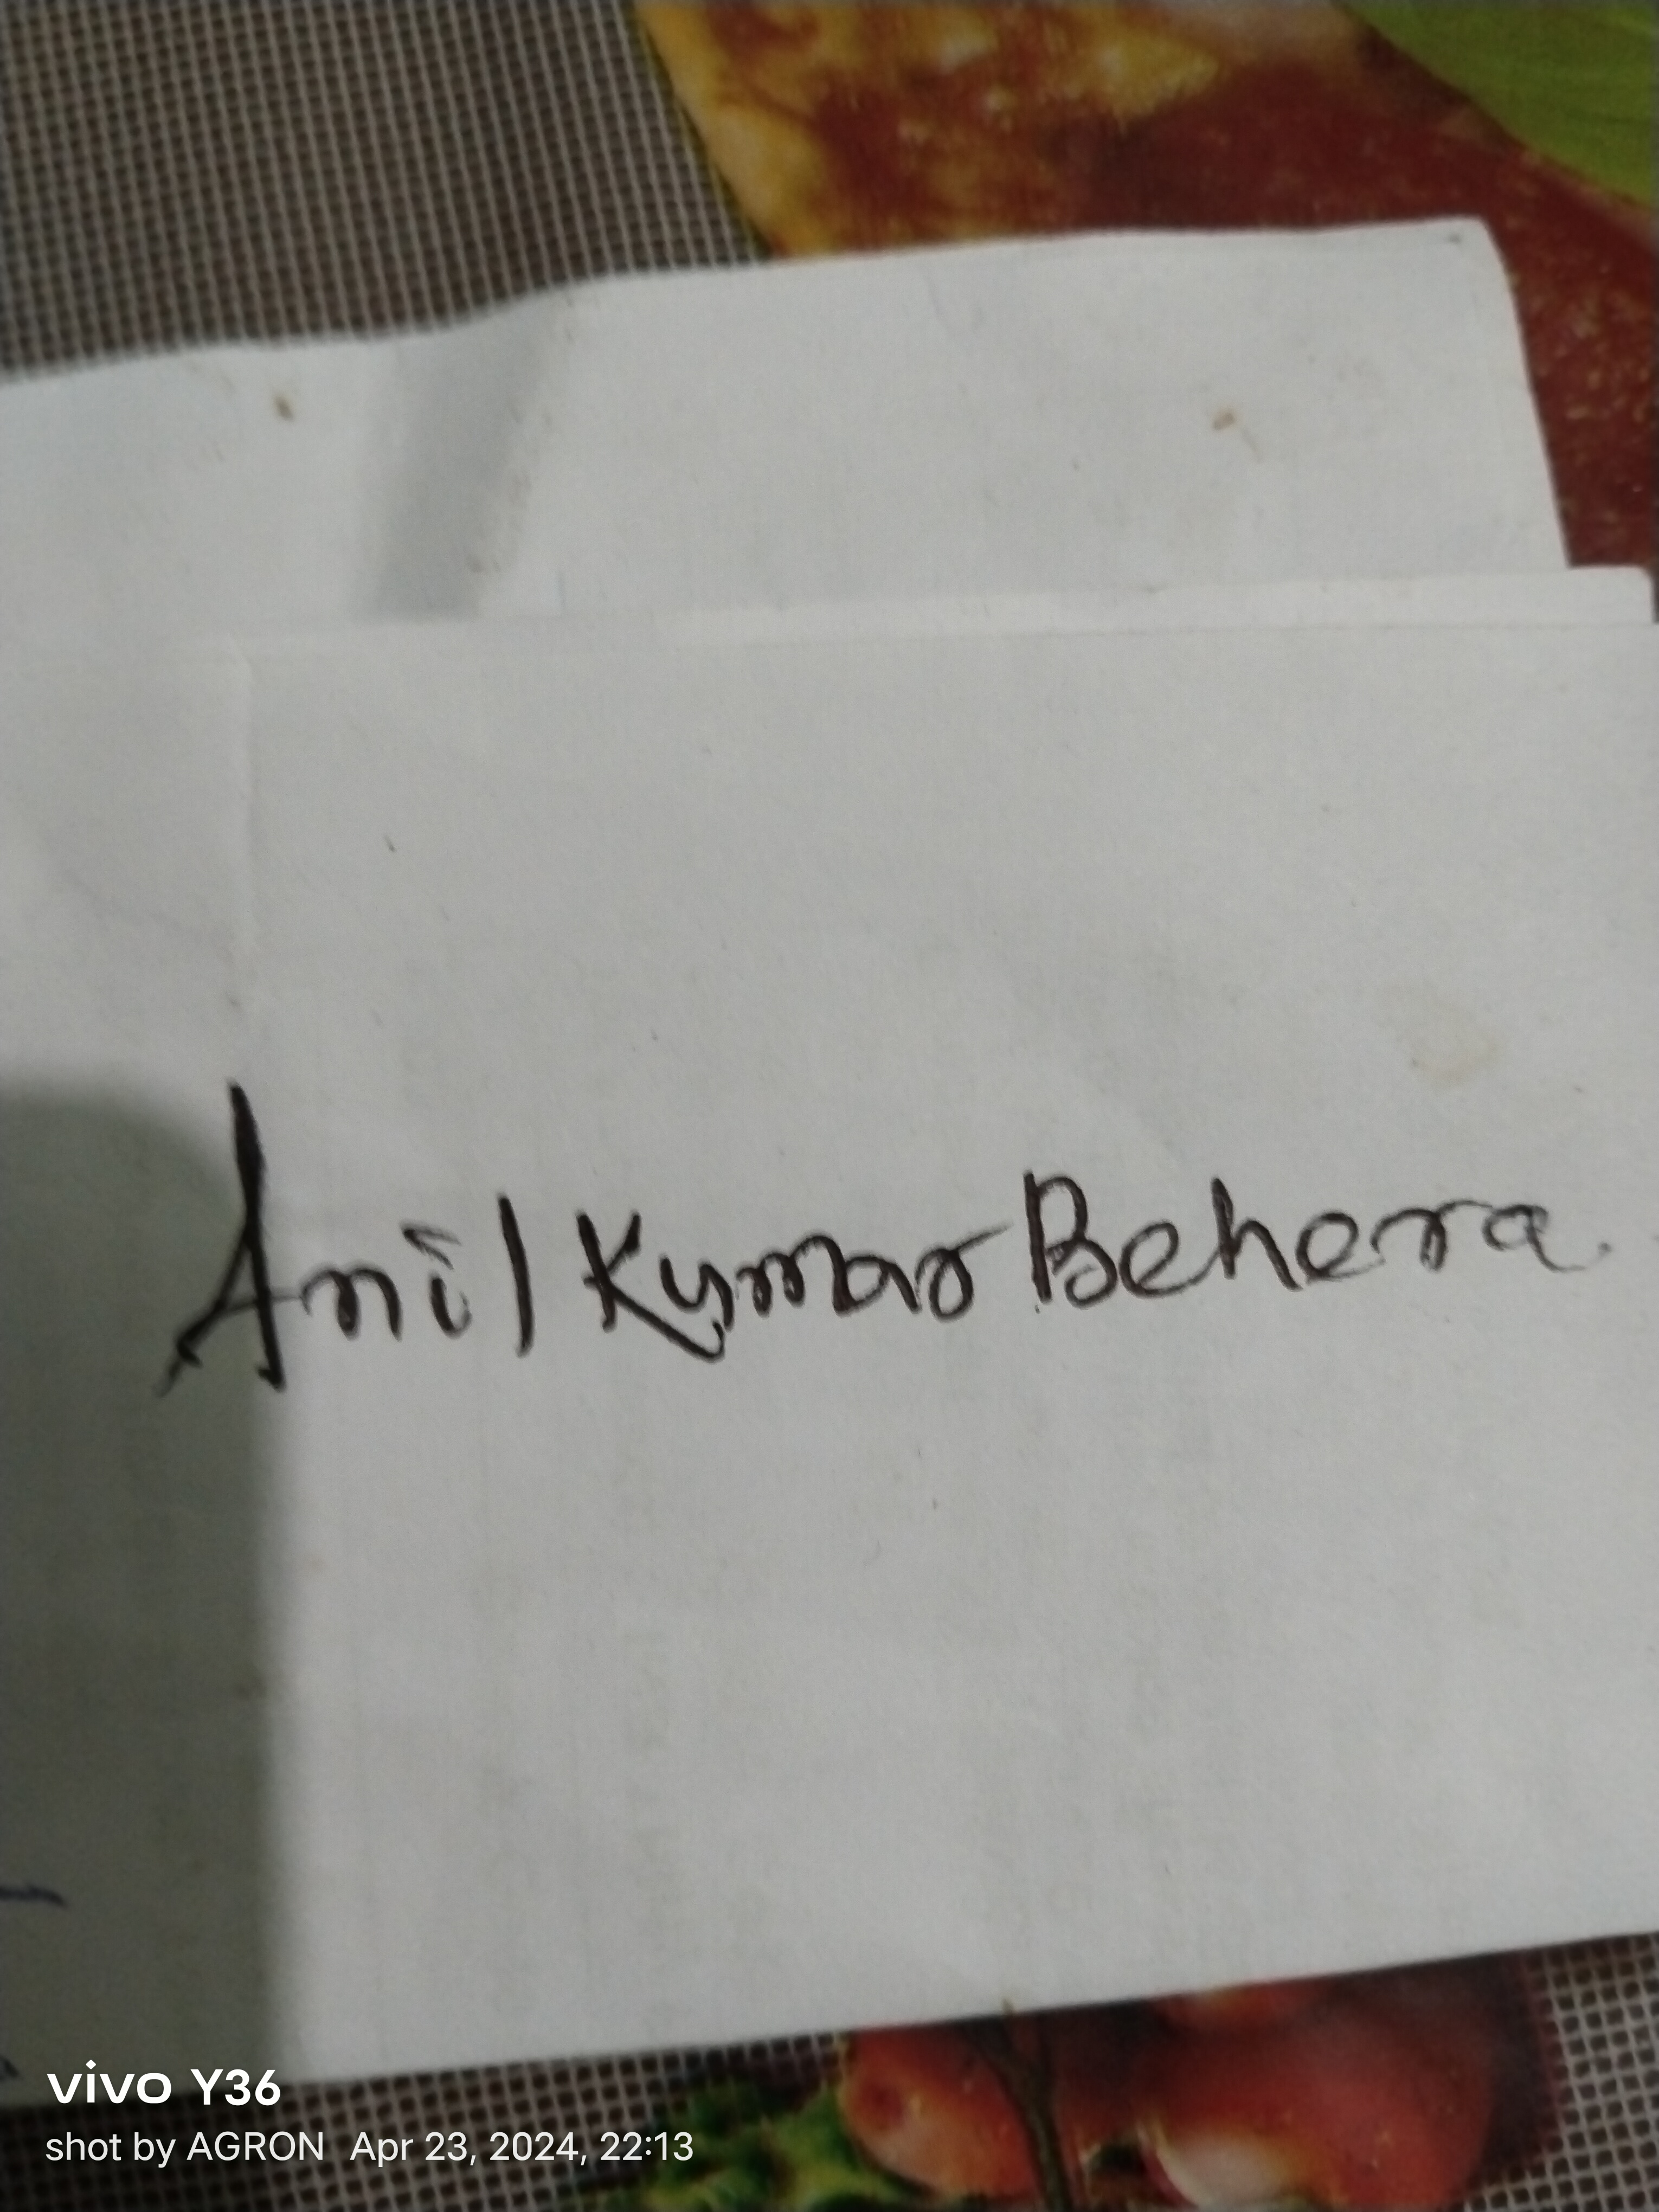 Anil Kumar Behera
vivo Y36
shot by AGRON Apr 23, 2024, 22:13